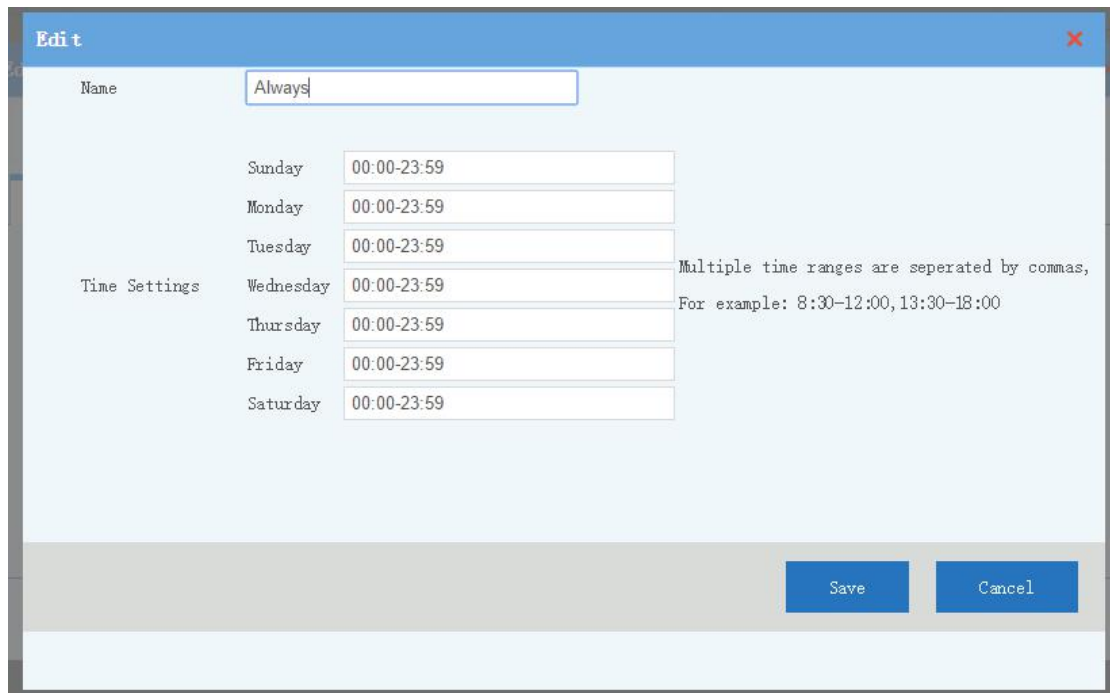 Edit
Name Always
Sunday 00:00-23:59
Monday 00:00-23:59
Tuesday 00:00-23:59
Multiple time ranges are seperated by commas,
Time Settings Wednesday 00:00-23:59
For example: 8:30-12:00,13:30-18:00
Thursday 00:00-23:59
Friday 00:00-23:59
Saturday 00:00-23:59
Save Cancel